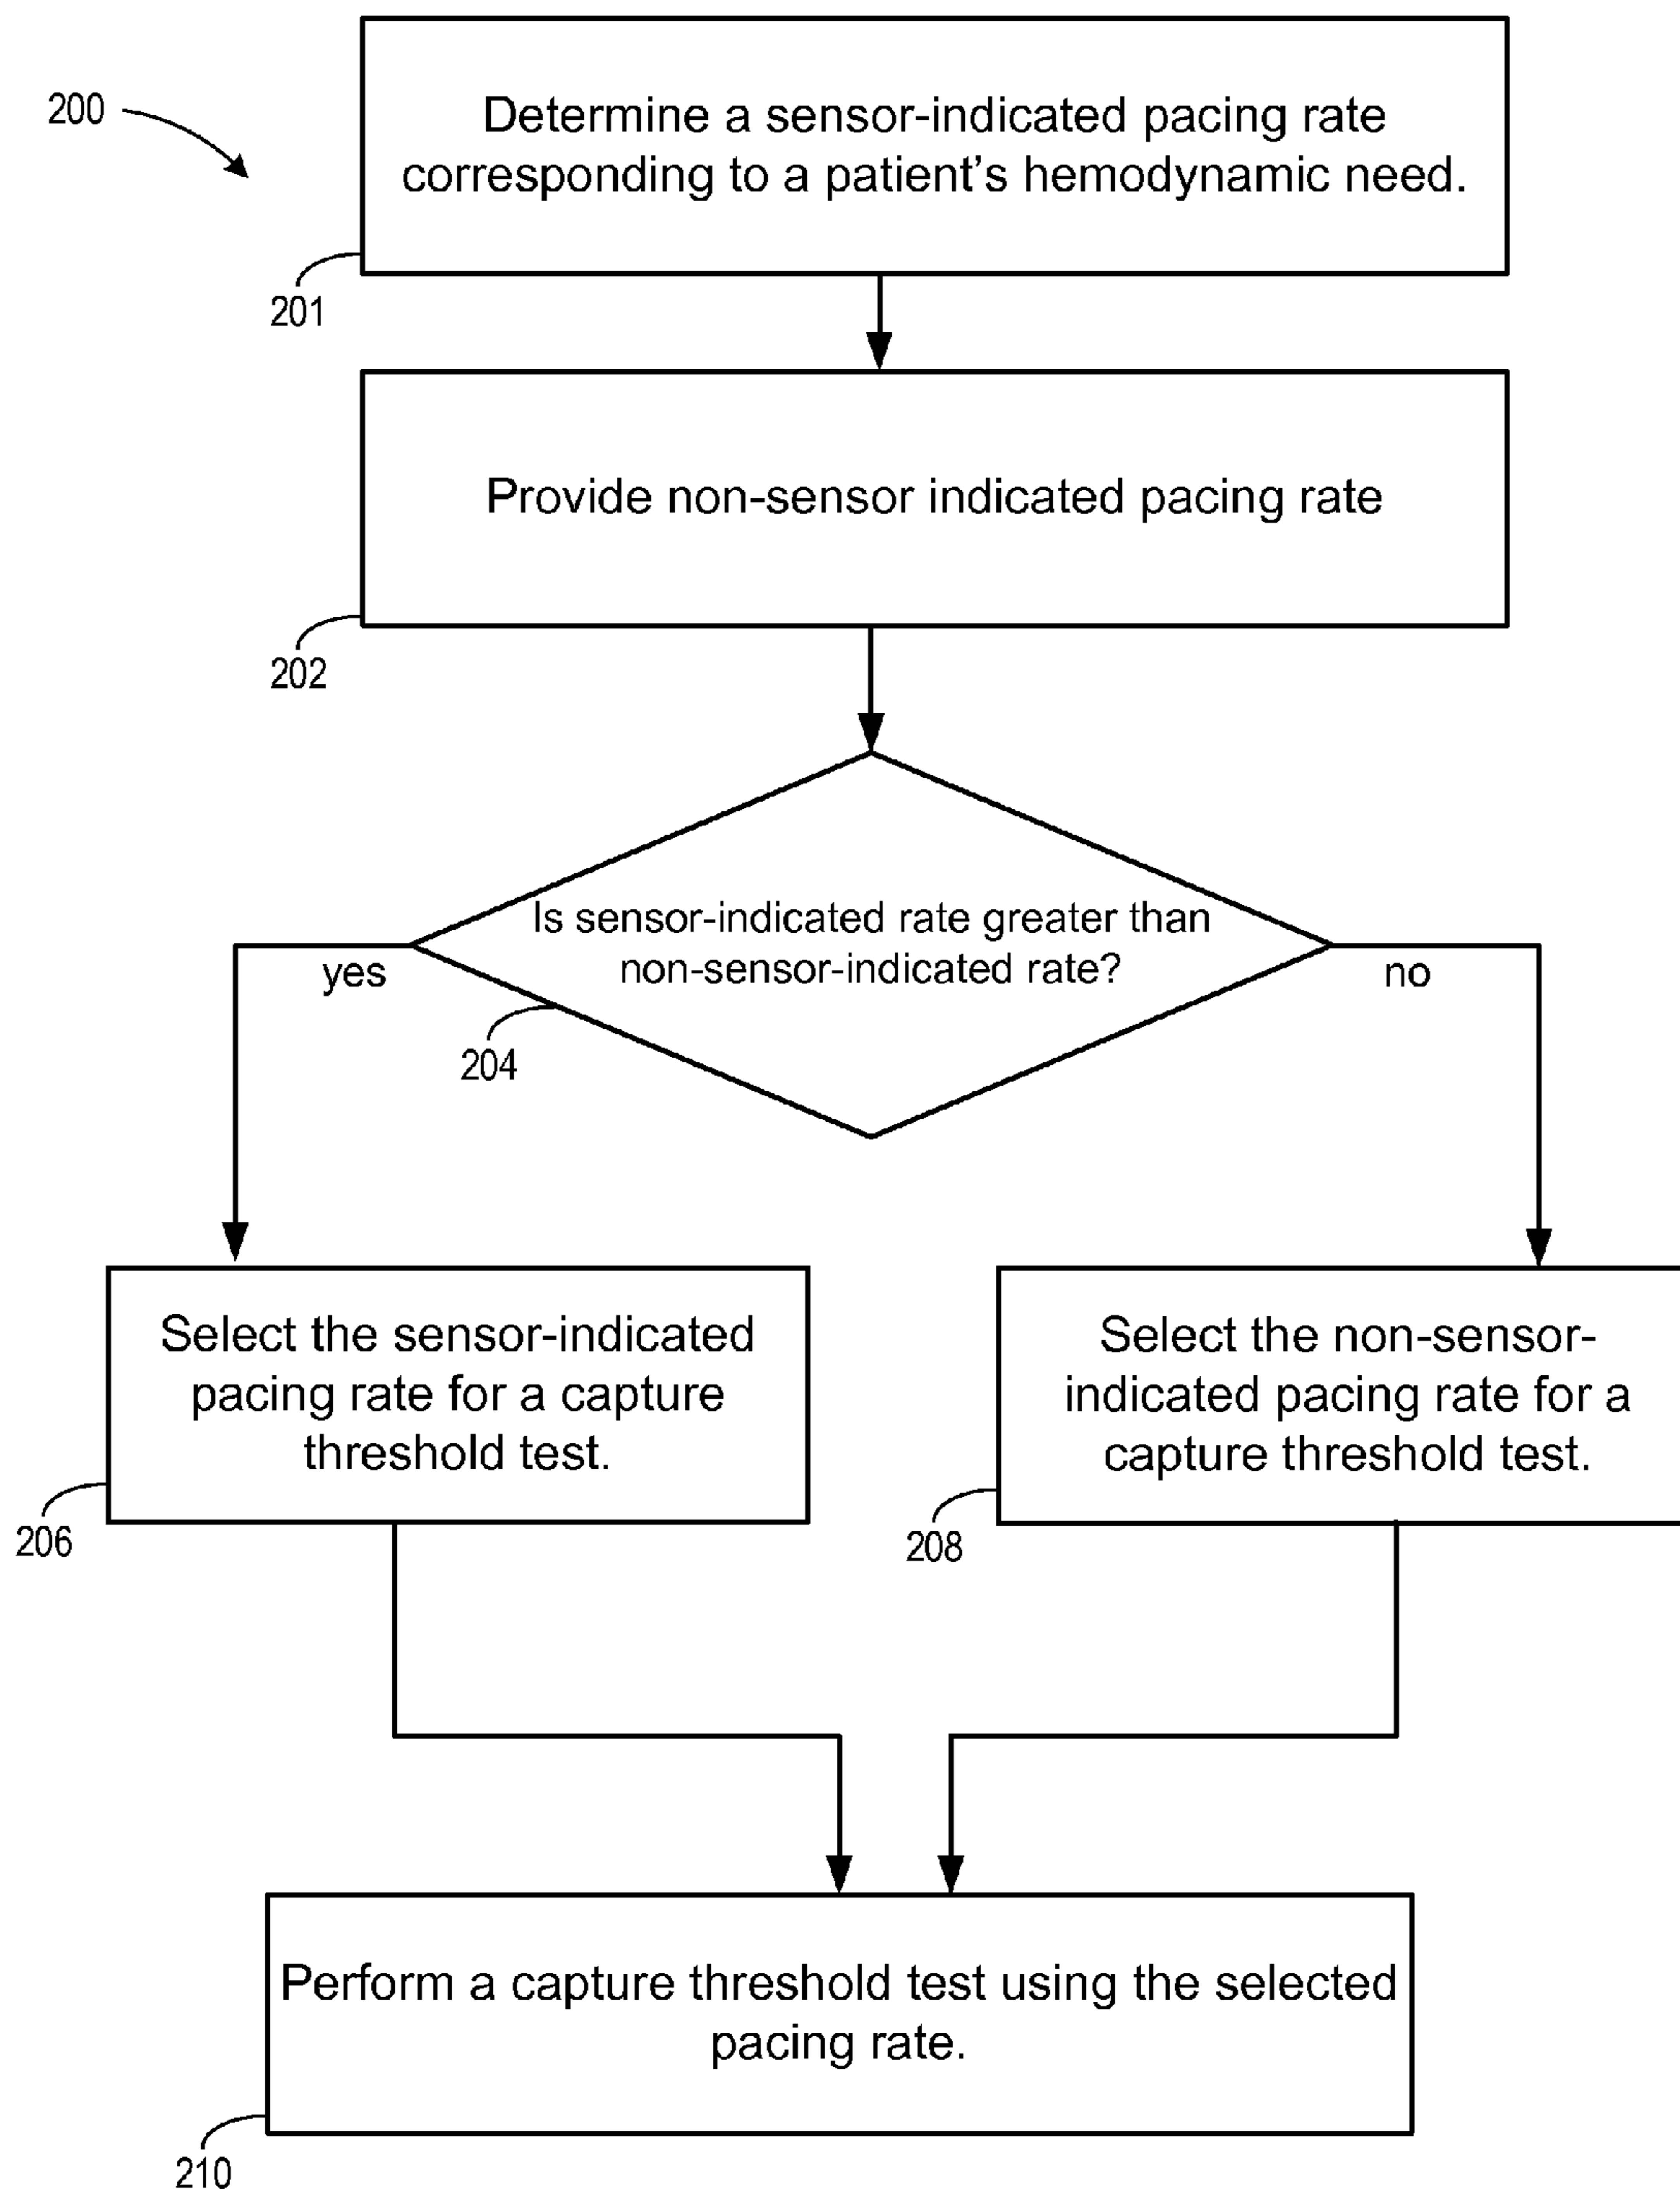 200
Determine a sensor-indicated pacing rate
corresponding to a patient's hemodynamic need.
201
Provide non-sensor indicated pacing rate
202
Is sensor-indicated rate greater than
non-sensor-indicated rate?
yes
no
204
Select the sensor-indicated
pacing rate for a capture
threshold test.
206
Select the non-sensor-
indicated pacing rate for a
capture threshold test.
208
Perform a capture threshold test using the selected
pacing rate.
210